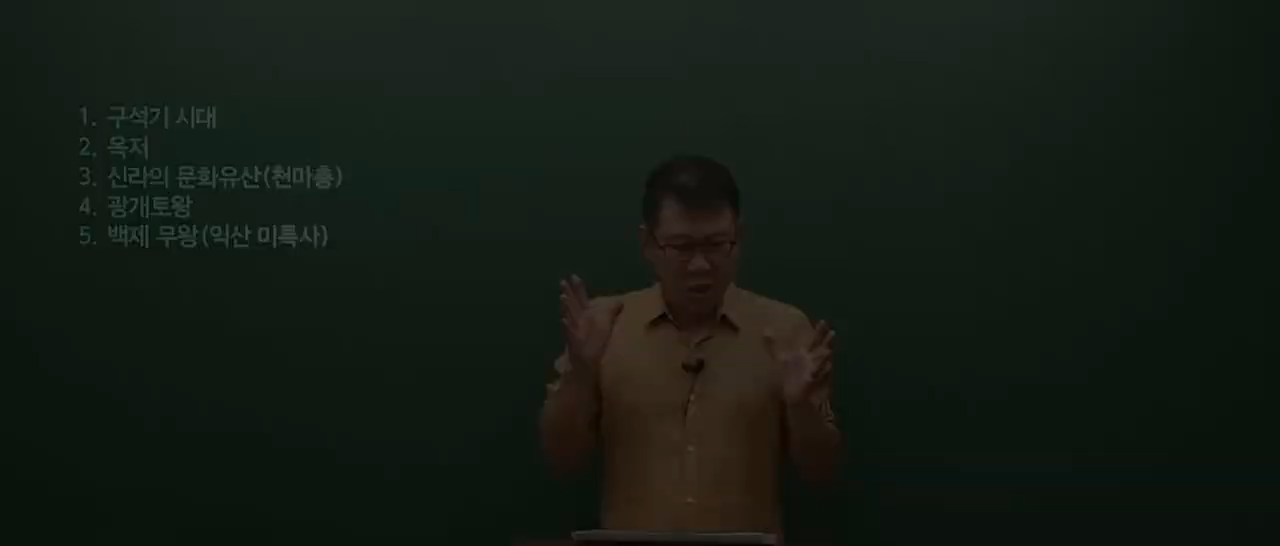 1. 구석기 시대
2. 옥저
3. 신라의 문화유산(천마총)
4. 광개토왕
5. 백제 무왕(익산 미륵사)